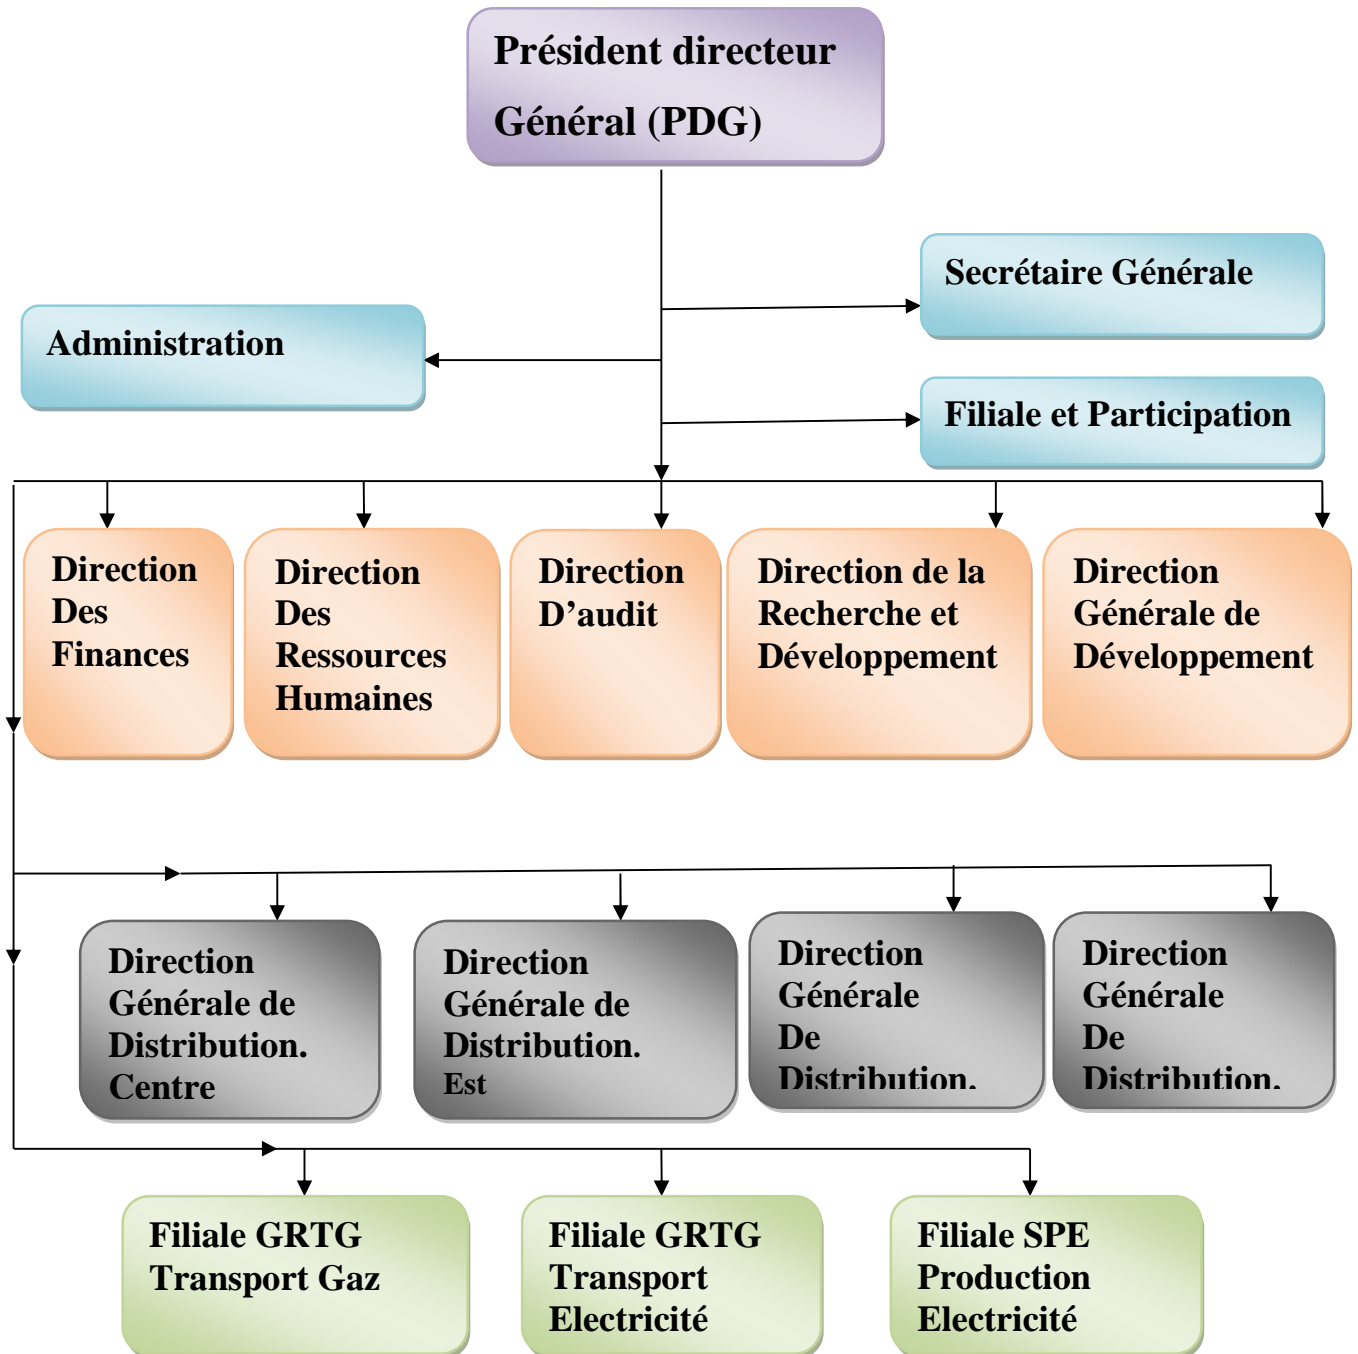 Président directeur
Général (PDG)
Secrétaire Générale
Administration
Filiale et Participation
Direction
Des
Finances
Direction
Des
Ressources
Humaines
Direction
D’audit
Direction de la
Recherche et
Développement
Direction
Générale de
Développement
Direction
Générale de
Distribution.
Centre
Direction
Générale de
Distribution.
Est
Direction
Générale
De
Distribution.
Direction
Générale
De
Distribution.
Filiale GRTG
Transport Gaz
Filiale GRTG
Transport
Electricité
Filiale SPE
Production
Electricité